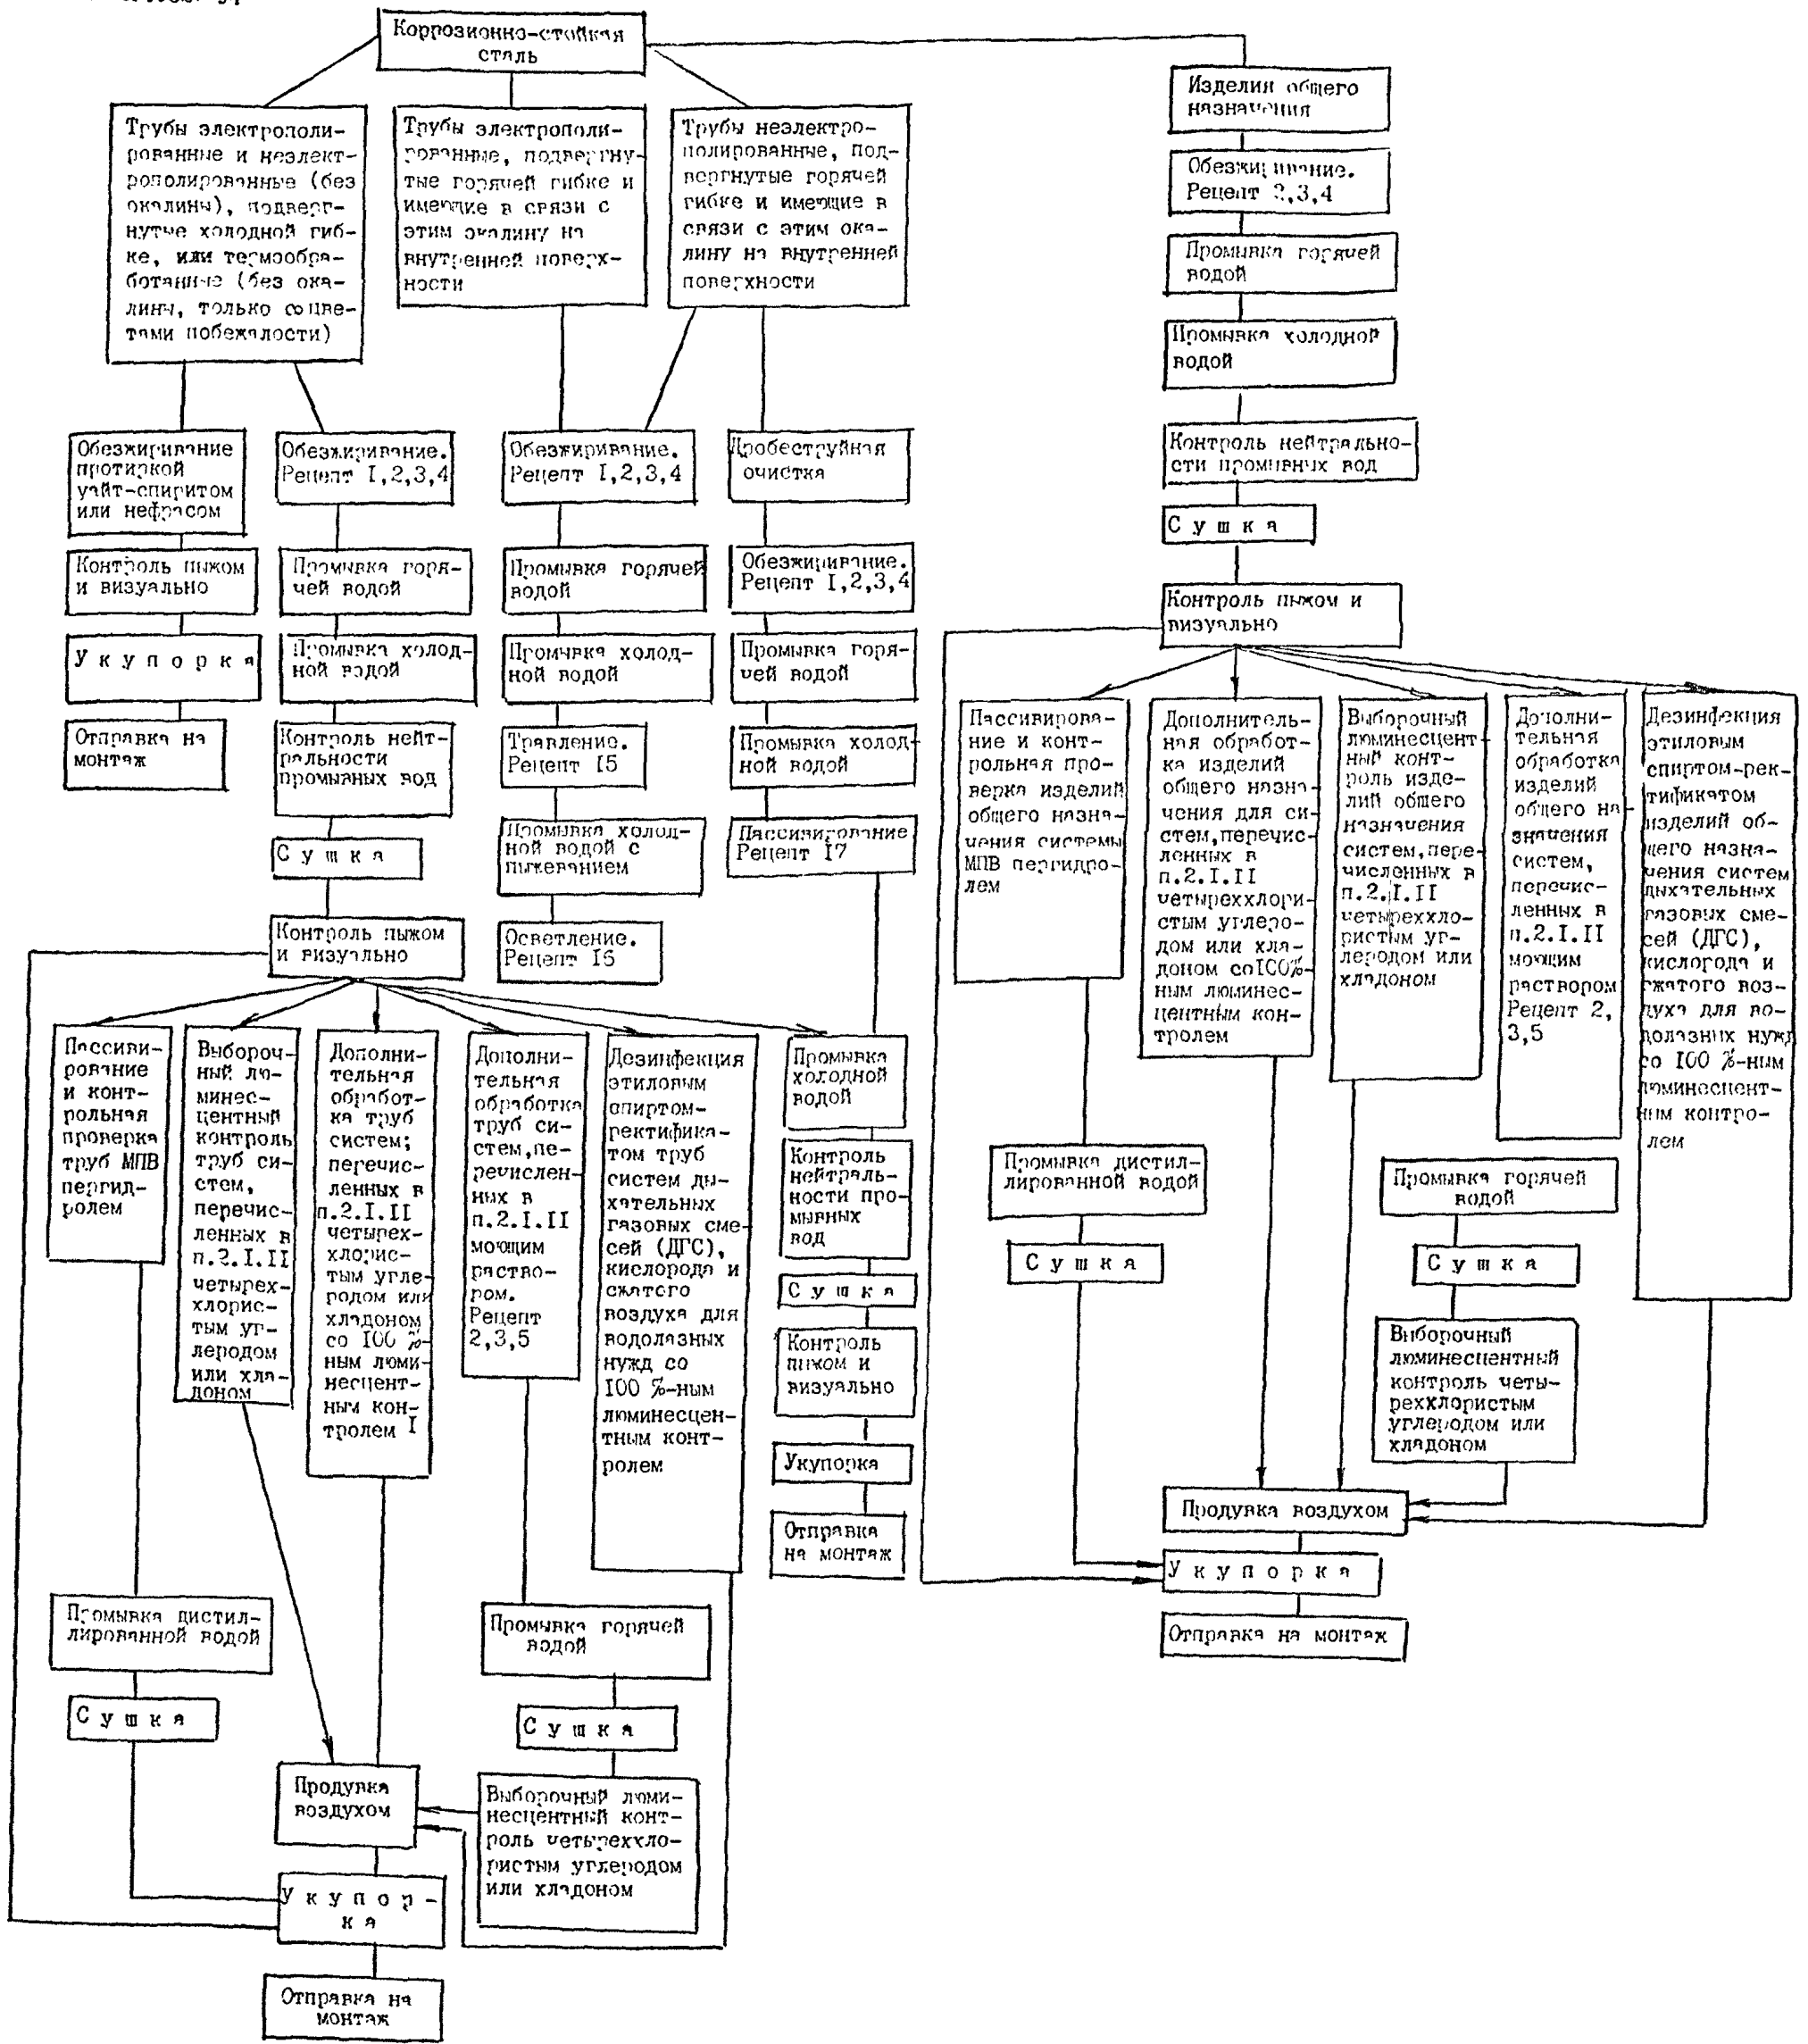 Коррозионно-стойкая
сталь
Трубы электрополи-
рованные и неэлект-
рополированные (без
окалины), подверг-
нутые холодной гиб-
ке, или термообра-
ботанные (без ока-
лины, только со цве-
тами побежалости)
Трубы электрополи-
рованные, подвергну-
тые горячей гибке и
имеющие в связи с
этим окалину на
внутренней поверх-
ности
Трубы неэлектро-
полированные, под-
вергнутые горячей
гибке и имеющие в
связи с этим ока-
лину на внутренней
поверхности
Изделия общего
назначения
Обезжиривание.
Рецепт 2,3,4
Промывка горячей
водой
Промывка холодной
водой
Контроль нейтрально-
сти промывных вод
С у ш к а
Контроль пыжом и
визуально
Обезжиривание
протиркой
уайт-спиритом
или нефрасом
Контроль пыжом
и визуально
У к у п о р к а
Отправка на
монтаж
Обезжиривание.
Рецепт I,2,3,4
Промывка горя-
чей водой
Промывка холод-
ной водой
Контроль нейт-
ральности
промывных вод
С у ш к а
Контроль пыжом
и визуально
Обезжиривание.
Рецепт I,2,3,4
Промывка горячей
водой
Промывка холод-
ной водой
Травление.
Рецепт I5
Промывка холод-
ной водой с
пыжеванием
Осветление.
Рецепт I6
Дробеструйная
очистка
Обезжиривание.
Рецепт I,2,3,4
Промывка горя-
чей водой
Промывка холод-
ной водой
Пассивирование
Рецепт I7
Промывка
холодной
водой
Контроль
нейтраль-
ности про-
мывных
вод
С у ш к а
Контроль
пыжом и
визуально
Укупорка
Отправка
на монтаж
Пассиви-
рование
и конт-
рольная
проверка
труб МПВ
пергид-
ролем
Выбороч-
ный лю-
минес-
центный
контроль
труб си-
стем,
перечис-
ленных в
п.2.I.II
четырех-
хлорис-
тым уг-
леродом
или хла-
доном
Дополни-
тельная
обработ-
ка труб
систем;
перечис-
ленных в
п.2.I.II
четырех-
хлорис-
тым угле-
родом или
хладоном
со I00 %-
ным люми-
несцент-
ным кон-
тролем I
Дополни-
тельная
обработка
труб си-
стем,пе-
речислен-
ных в
п.2.I.II
моющим
раство-
ром.
Рецепт
2,3,5
Дезинфекция
этиловым
спиртом-
ректифика-
том труб
систем ды-
хательных
газовых сме-
сей (ДГС),
кислорода и
сжатого
воздуха для
водолазных
нужд со
I00 %-ным
люминесцен-
тным конт-
ролем
Промывка дистил-
лированной водой
С у ш к а
Промывка горячей
водой
С у ш к а
Выборочный люми-
несцентный конт-
роль четыреххло-
ристым углеродом
или хладоном
Продувка
воздухом
У к у п о р -
к а
Отправка на
монтаж
Пассивирова-
ние и конт-
рольная про-
верка изделий
общего назна-
чения системы
МПВ пергидро-
лем
Дополнитель-
ная обработ-
ка изделий
общего назна-
чения для си-
стем,перечис-
ленных в
п.2.I.II
четыреххлори-
стым углеро-
дом или хла-
доном со I00%-
ным люминес-
центным кон-
тролем
Выборочный
люминесцент-
ный контроль
роль изде-
лий общего
назначения
систем,пере-
численных в
п.2.I.II
четыреххло-
ристым уг-
леродом или
хладоном
Дополни-
тельная
обработка
изделий
общего на-
значения
систем,
перечис-
ленных в
п.2.I.II
моющим
раствором
Рецепт 2,
3,5
Дезинфекция
этиловым
спиртом-рек-
тификатом
изделий об-
щего назна-
чения систем
дыхательных
газовых сме-
сей (ДГС),
кислорода и
сжатого воз-
духа для во-
долазных нужд
со I00 %-ным
люминесцент-
ным контро-
лем
Промывка дистил-
лированной водой
С у ш к а
Промывка горячей
водой
С у ш к а
Выборочный
люминесцентный
контроль четы-
реххлористым
углеродом или
хладоном
Продувка воздухом
У к у п о р к а
Отправка на монтаж